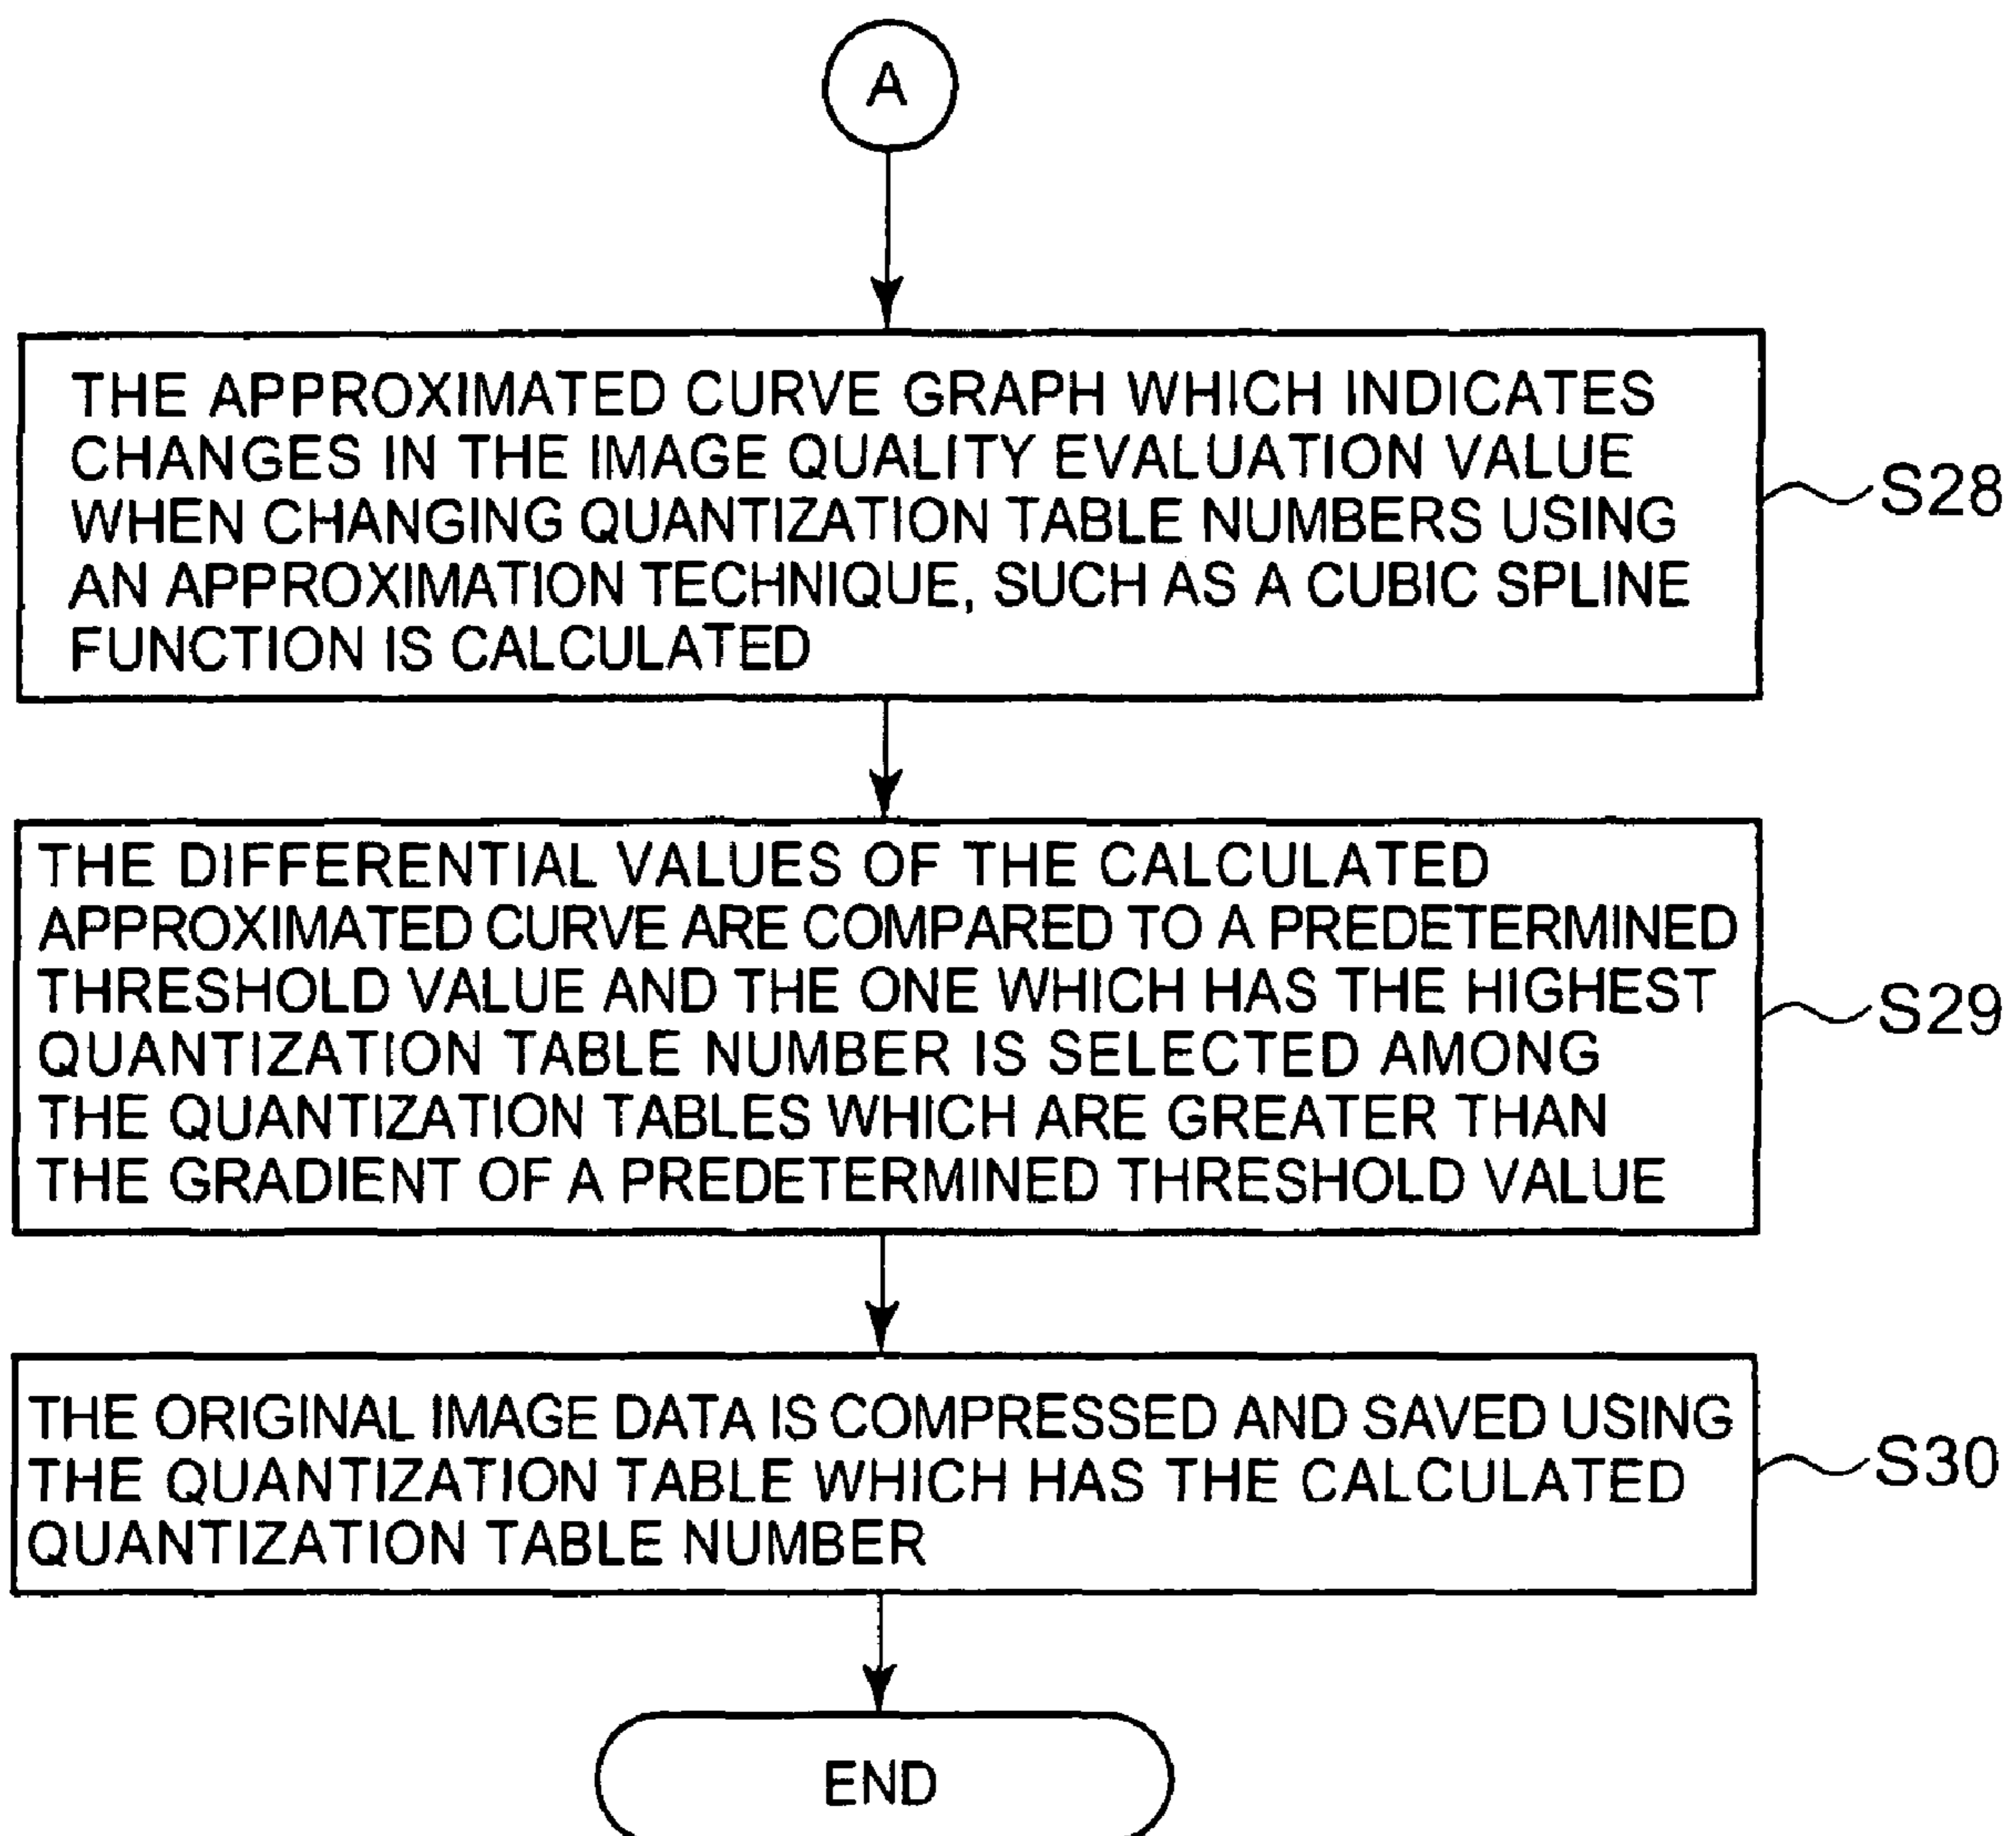 A
THE APPROXIMATED CURVE GRAPH WHICH INDICATES
CHANGES IN THE IMAGE QUALITY EVALUATION VALUE
WHEN CHANGING QUANTIZATION TABLE NUMBERS USING
AN APPROXIMATION TECHNIQUE, SUCH AS A CUBIC SPLINE
FUNCTION IS CALCULATED
S28
THE DIFFERENTIAL VALUES OF THE CALCULATED
APPROXIMATED CURVE ARE COMPARED TO A PREDETERMINED
THRESHOLD VALUE AND THE ONE WHICH HAS THE HIGHEST
QUANTIZATION TABLE NUMBER IS SELECTED AMONG
THE QUANTIZATION TABLES WHICH ARE GREATER THAN
THE GRADIENT OF A PREDETERMINED THRESHOLD VALUE
S29
THE ORIGINAL IMAGE DATA IS COMPRESSED AND SAVED USING
THE QUANTIZATION TABLE WHICH HAS THE CALCULATED
QUANTIZATION TABLE NUMBER
S30
END